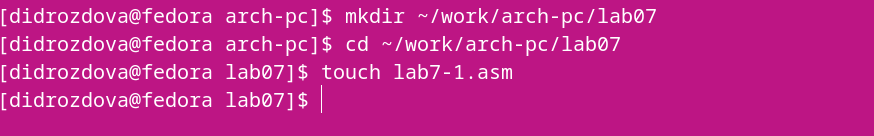 [didrozdova@fedora arch-pc]$ mkdir ~/work/arch-pc/lab07
[didrozdova@fedora arch-pc]$ cd ~/work/arch-pc/lab07
[didrozdova@fedora lab07]$ touch lab7-1.asm
[didrozdova@fedora lab07]$